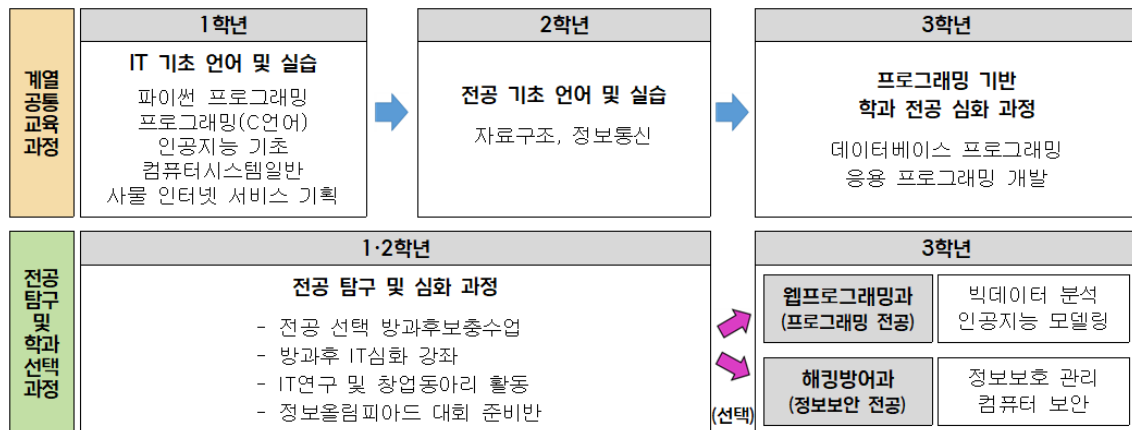 계열
공통
교육
과정
1학년
IT 기초 언어 및 실습
파이썬 프로그래밍
프로그래밍(C언어)
인공지능 기초
컴퓨터시스템일반
사물 인터넷 서비스 기획
2학년
전공 기초 언어 및 실습
자료구조, 정보통신
3학년
프로그래밍 기반
학과 전공 심화 과정
데이터베이스 프로그래밍
응용 프로그래밍 개발
전공
탐구
및
학과
선택
과정
1·2학년
전공 탐구 및 심화 과정
- 전공 선택 방과후보충수업
- 방과후 IT심화 강좌
- IT연구 및 창업동아리 활동
- 정보올림피아드 대회 준비반
(선택)
3학년
웹프로그래밍과
(프로그래밍 전공)
빅데이터 분석
인공지능 모델링
해킹방어과
(정보보안 전공)
정보보호 관리
컴퓨터 보안